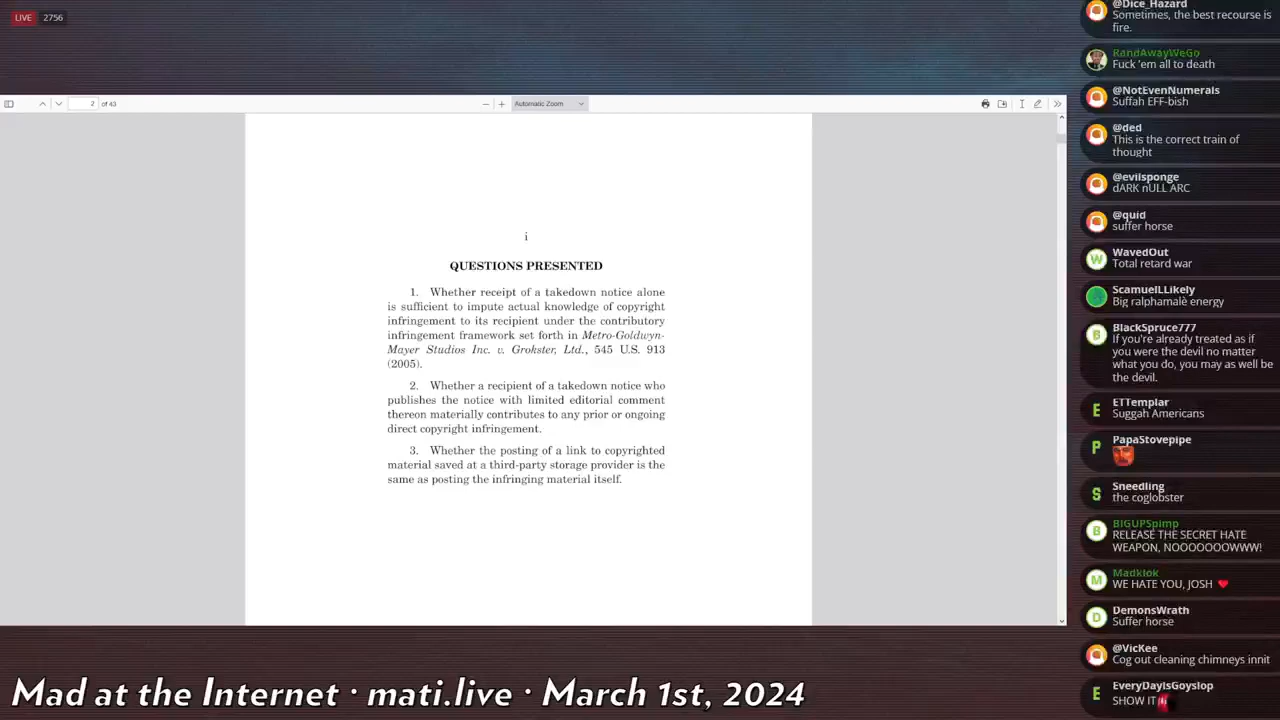 LIVE 2756
2 of 43
Automatic Zoom
i
QUESTIONS PRESENTED
1. Whether receipt of a takedown notice alone
is sufficient to impute actual knowledge of copyright
infringement to its recipient under the contributory
infringement framework set forth in Metro-Goldwyn-
Mayer Studios Inc. v. Grokster, Ltd., 545 U.S. 913
(2005).
2. Whether a recipient of a takedown notice who
publishes the notice with limited editorial comment
thereon materially contributes to any prior or ongoing
direct copyright infringement.
3. Whether the posting of a link to copyrighted
material saved at a third-party storage provider is the
same as posting the infringing material itself.
@Dice_Hazard
Sometimes, the best recourse is
fire.
RandAwayWeGo
Fuck 'em all to death
@NotEvenNumerals
Suffah EFF-bish
@ded
This is the correct train of
thought
@evilsponge
dARK nULL ARC
@quid
suffer horse
W
WavedOut
Total retard war
ScamuelLLikely
Big ralphamalè energy
B
BlackSpruce777
If you're already treated as if
you were the devil no matter
what you do, you may as well be
the devil.
E
ETTemplar
Suggah Americans
P
PapaStovepipe
S
Sneedling
the coglobster
B
BIGUPSpimp
RELEASE THE SECRET HATE
WEAPON, NOOOOOOOWWW!
M
Madklok
WE HATE YOU, JOSH
D
DemonsWrath
Suffer horse
@VicKee
Cog out cleaning chimneys innit
E
EveryDayIsGoyslop
SHOW IT
Mad at the Internet · mati.live · March 1st, 2024